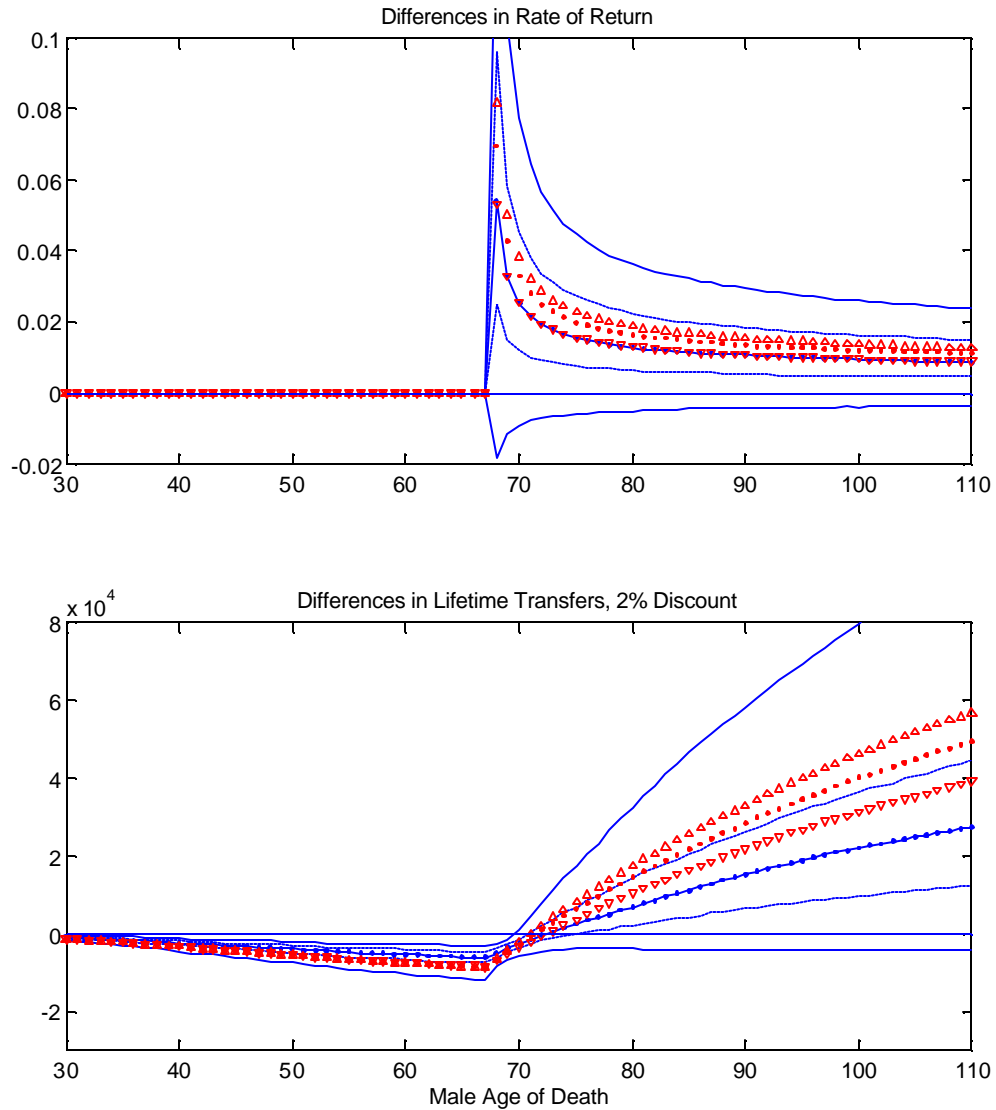 Differences in Rate of Return
0.1
0.08
0.06
0.04
0.02
0
-0.02
30 40 50 60 70 80 90 100 110
x 10^4
Differences in Lifetime Transfers, 2% Discount
8
6
4
2
0
-2
30 40 50 60 70 80 90 100 110
Male Age of Death